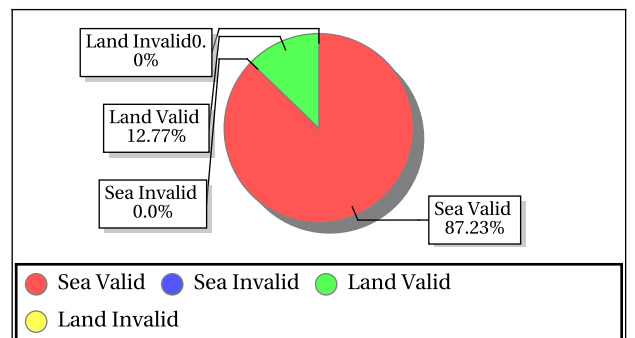 Land Invalid0.
0%
Land Valid
12.77%
Sea Invalid
0.0%
Sea Valid
87.23%
Sea Valid Sea Invalid Land Valid
Land Invalid